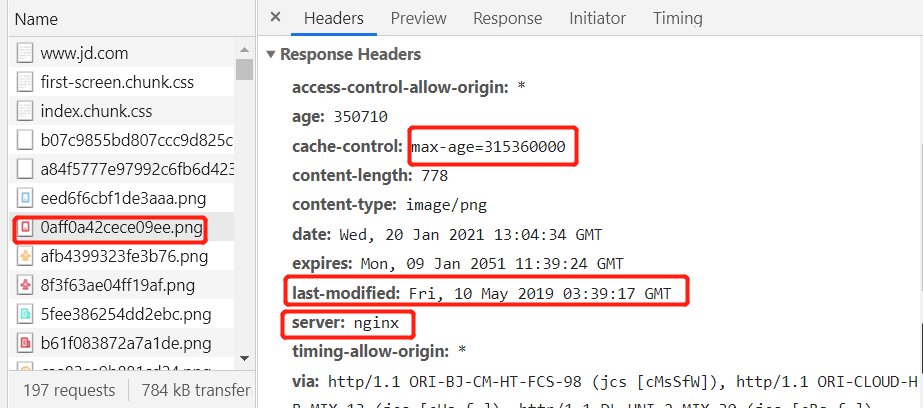 Name
www.jd.com
first-screen.chunk.css
index.chunk.css
b07c9855bd807ccc9d825c
a84f5777e97992c6fb6d423
eed6f6cbf1de3aaa.png
0aff0a42cece09ee.png
afb4399323fe3b76.png
8f3f63ae04ff19af.png
5fee386254dd2ebc.png
b61f083872a7a1de.png
197 requests 784 kB transfer
× Headers Preview Response Initiator Timing
▼ Response Headers
access-control-allow-origin: *
age: 350710
cache-control: max-age=315360000
content-length: 778
content-type: image/png
date: Wed, 20 Jan 2021 13:04:34 GMT
expires: Mon, 09 Jan 2051 11:39:24 GMT
last-modified: Fri, 10 May 2019 03:39:17 GMT
server: nginx
timing-allow-origin: *
via: http/1.1 ORI-BJ-CM-HT-FCS-98 (jcs [cMsSfW]), http/1.1 ORI-CLOUD-H